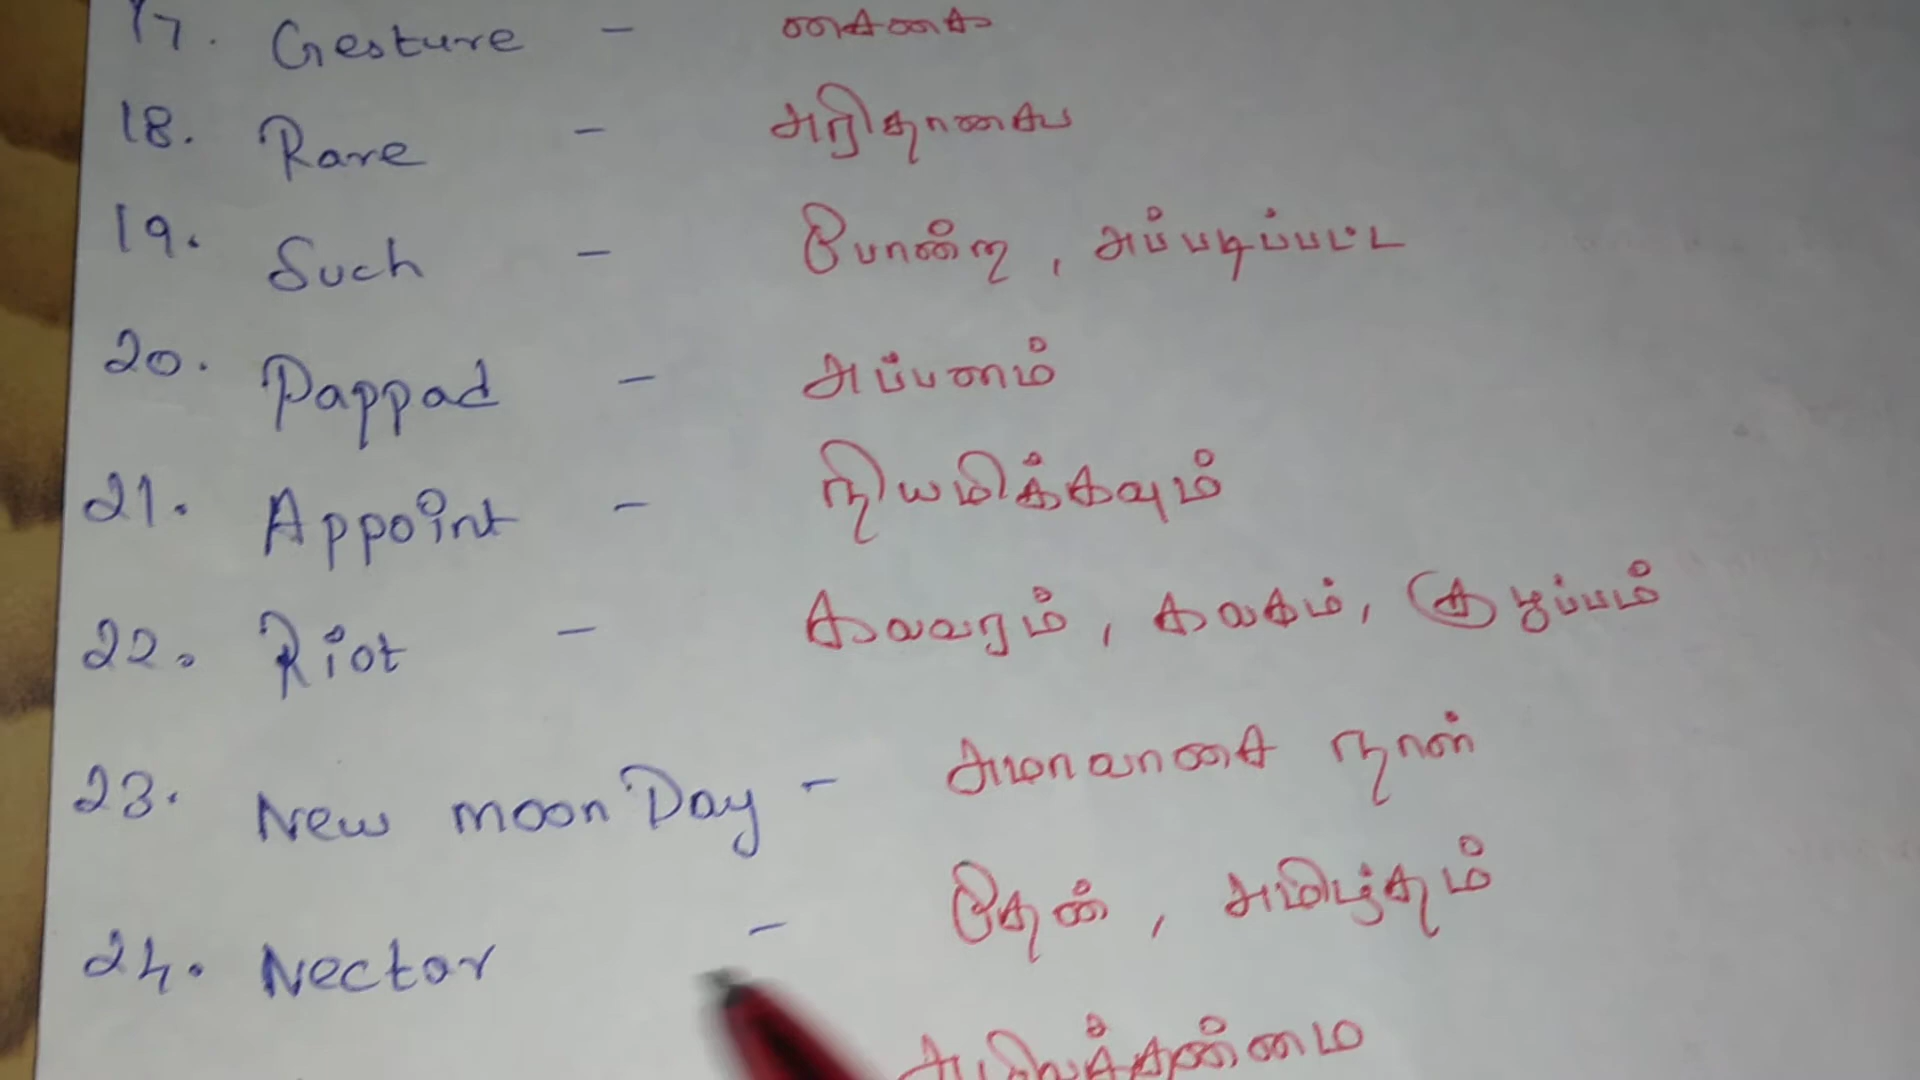 17. Gesture - சைகை
18. Rare - அரிதாகை
19. Such - போன்ற, அப்படிப்பட்ட
20. Pappad - அப்பளம்
21. Appoint - நியமிக்கவும்
22. Riot - கலவரம், கலகம், குழப்பம்
23. New moon Day - அமாவாசை நாள்
24. Nector - தேன், அமிழ்தம்